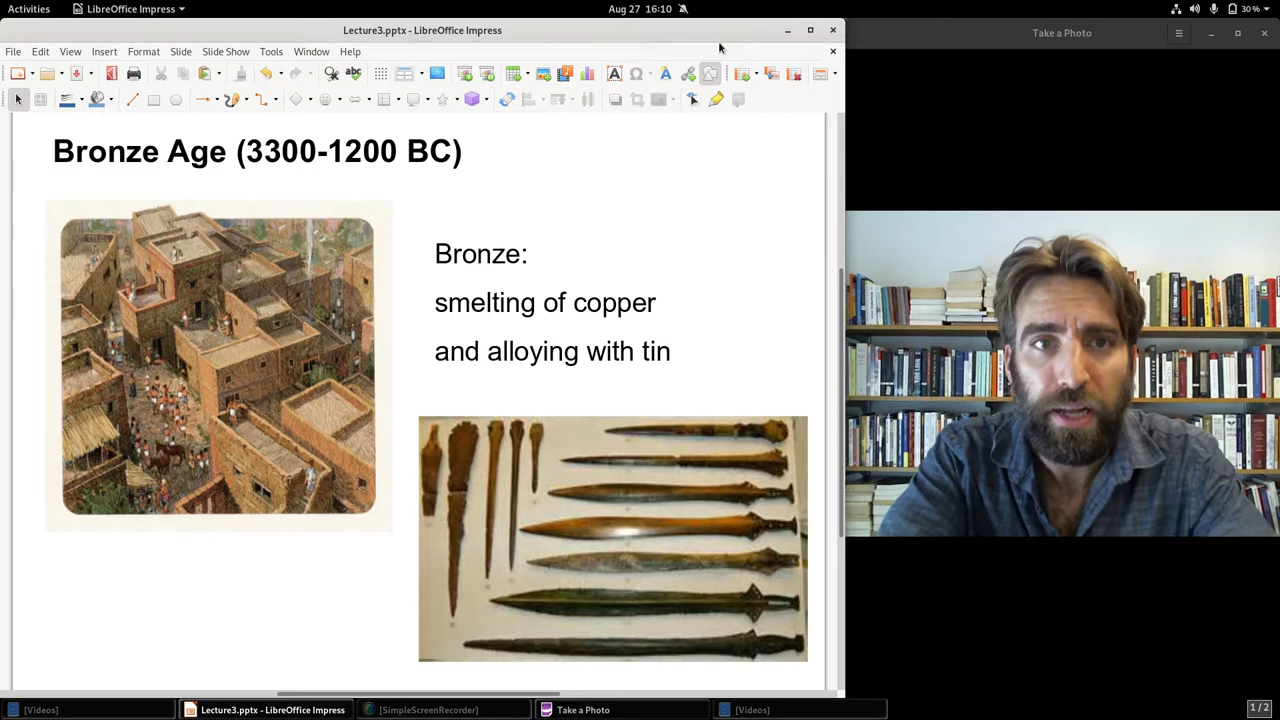 Activities
LibreOffice Impress
Aug 27 16:10
30%
Lecture3.pptx - LibreOffice Impress
Take a Photo
File Edit View Insert Format Slide Slide Show Tools Window Help
Bronze Age (3300-1200 BC)
Bronze:
smelting of copper
and alloying with tin
[Videos]
Lecture3.pptx - LibreOffice Impress
[SimpleScreenRecorder]
Take a Photo
[Videos]
1/2